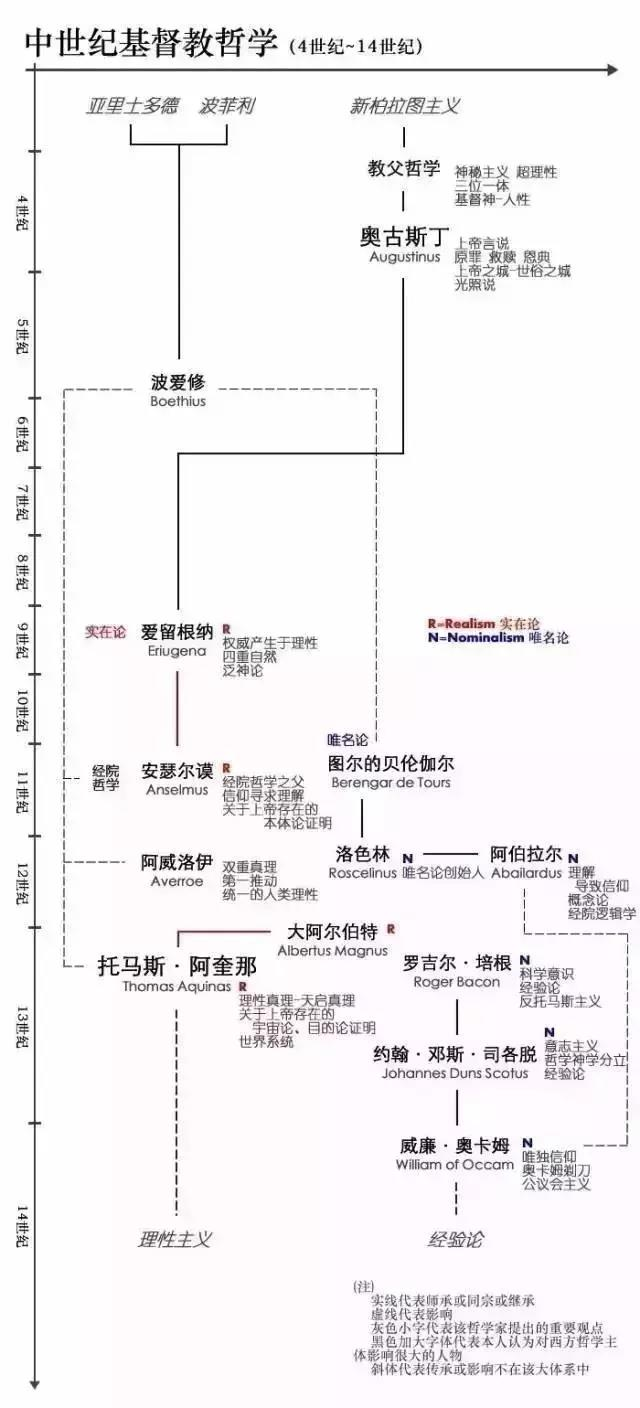 中世纪基督教哲学 (4世纪~14世纪)
亚里士多德 波菲利 新柏拉图主义
教父哲学
神秘主义 超理性
三位一体
基督神-人性
4世纪
奥古斯丁
Augustinus
上帝言说
原罪 救赎 恩典
上帝之城-世俗之城
光照说
5世纪
波爱修
Boethius
6世纪
7世纪
8世纪
9世纪
实在论
爱留根纳 R
Eriugena
权威产生于理性
四重自然
泛神论
R=Realism 实在论
N=Nominalism 唯名论
10世纪
唯名论
11世纪
经院
哲学
安瑟尔谟 R
Anselmus
经院哲学之父
信仰寻求理解
关于上帝存在的
本体论证明
图尔的贝伦伽尔
Berengar de Tours
12世纪
阿威洛伊
Averroe
双重真理
第一推动
统一的人类理性
洛色林 N
Roscelinus 唯名论创始人
阿伯拉尔 N
Abailardus
理解
导致信仰
概念论
经院逻辑学
大阿尔伯特 R
Albertus Magnus
13世纪
托马斯·阿奎那
Thomas Aquinas R
理性真理-天启真理
关于上帝存在的
宇宙论、目的论证明
世界系统
罗吉尔·培根 N
Roger Bacon
科学意识
经验论
反托马斯主义
约翰·邓斯·司各脱 N
Johannes Duns Scotus
意志主义
哲学神学分立
经验论
威廉·奥卡姆 N
William of Occam
唯独信仰
奥卡姆剃刀
公议会主义
14世纪
理性主义 经验论
(注)
实线代表师承或同宗或继承
虚线代表影响
灰色小字代表该哲学家提出的重要观点
黑色加大字体代表本人认为对西方哲学主
体影响很大的人物
斜体代表传承或影响不在该大体系中